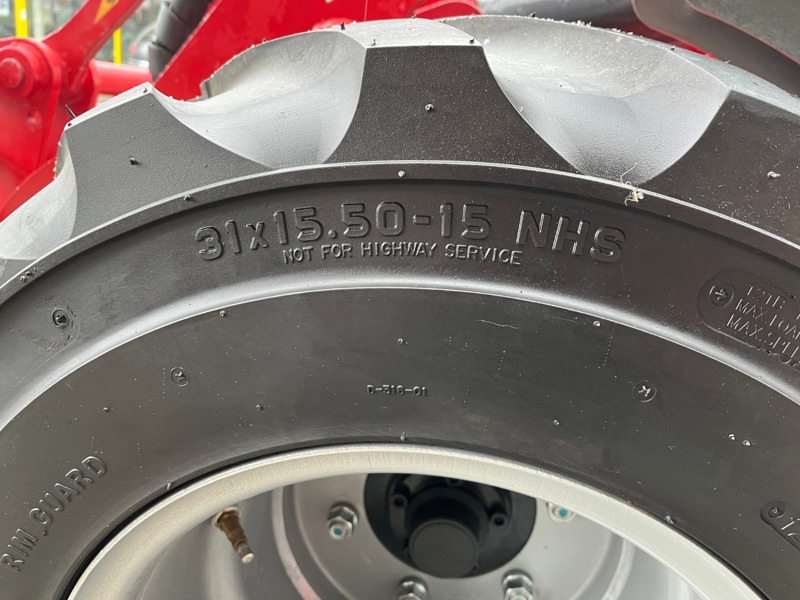 31x15.50-15 NHS
NOT FOR HIGHWAY SERVICE
D-316-01
RIM GUARD